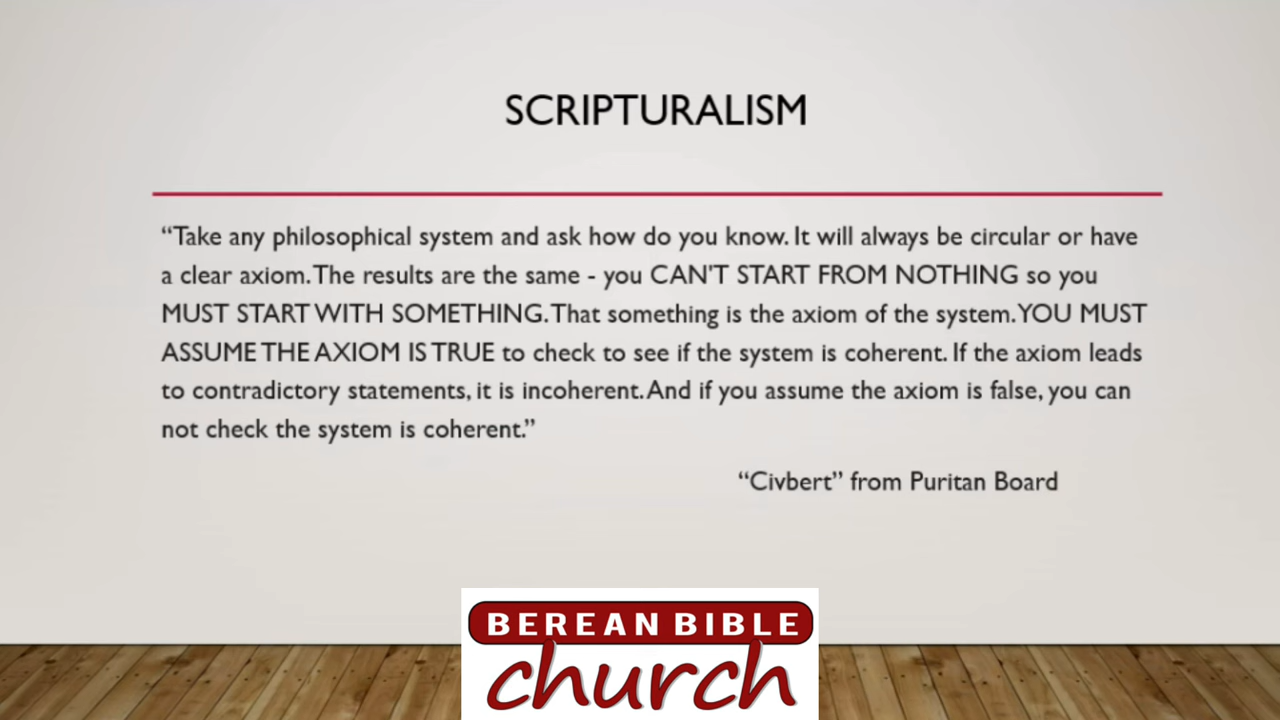 SCRIPTURALISM
“Take any philosophical system and ask how do you know. It will always be circular or have
a clear axiom. The results are the same - you CAN'T START FROM NOTHING so you
MUST START WITH SOMETHING. That something is the axiom of the system. YOU MUST
ASSUME THE AXIOM IS TRUE to check to see if the system is coherent. If the axiom leads
to contradictory statements, it is incoherent. And if you assume the axiom is false, you can
not check the system is coherent.”
“Civbert” from Puritan Board
BEREAN BIBLE
church